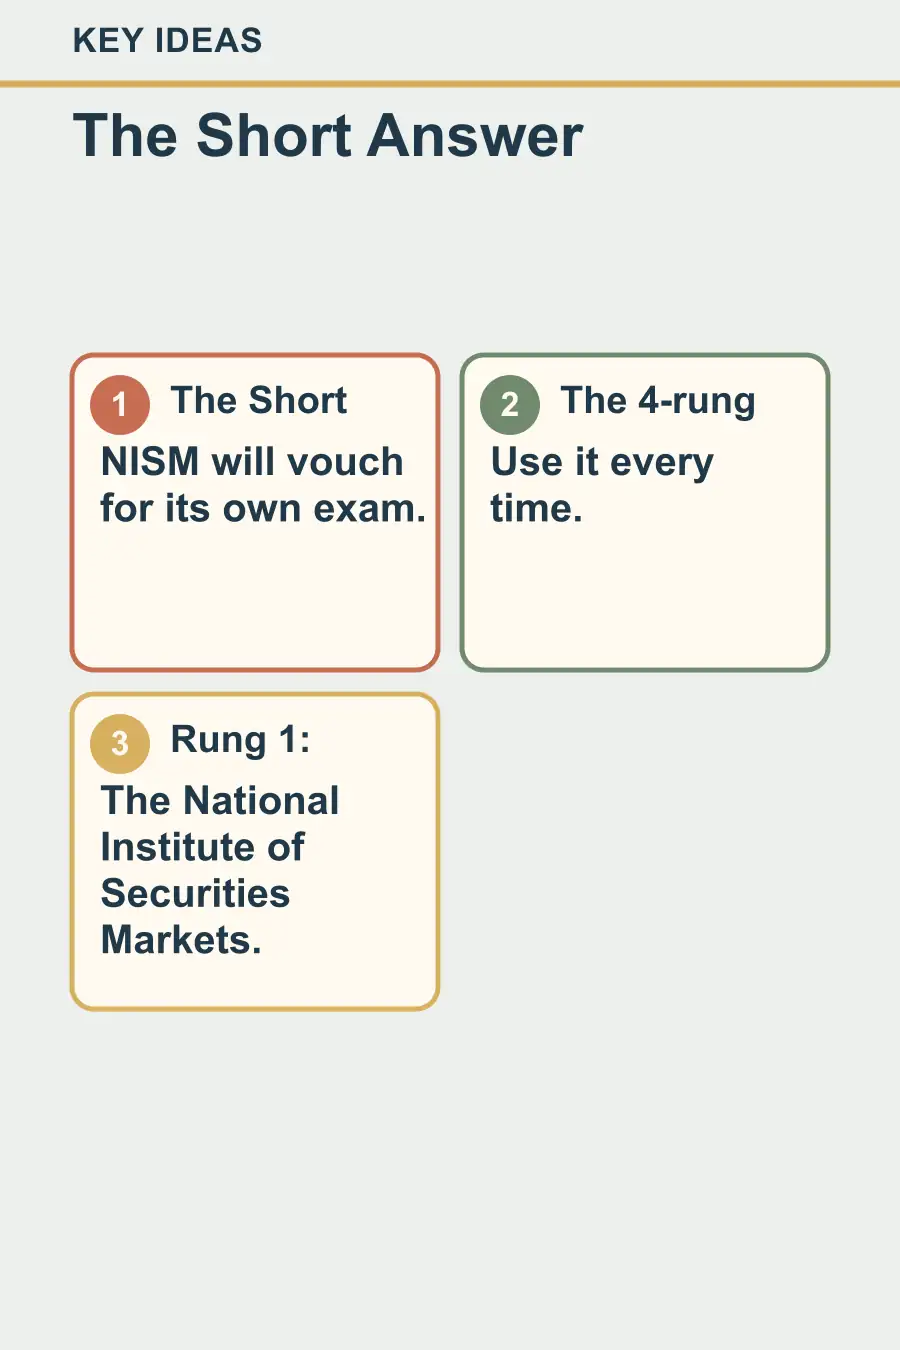 KEY IDEAS
The Short Answer
1 The Short
NISM will vouch
for its own exam.
2 The 4-rung
Use it every
time.
3 Rung 1:
The National
Institute of
Securities
Markets.